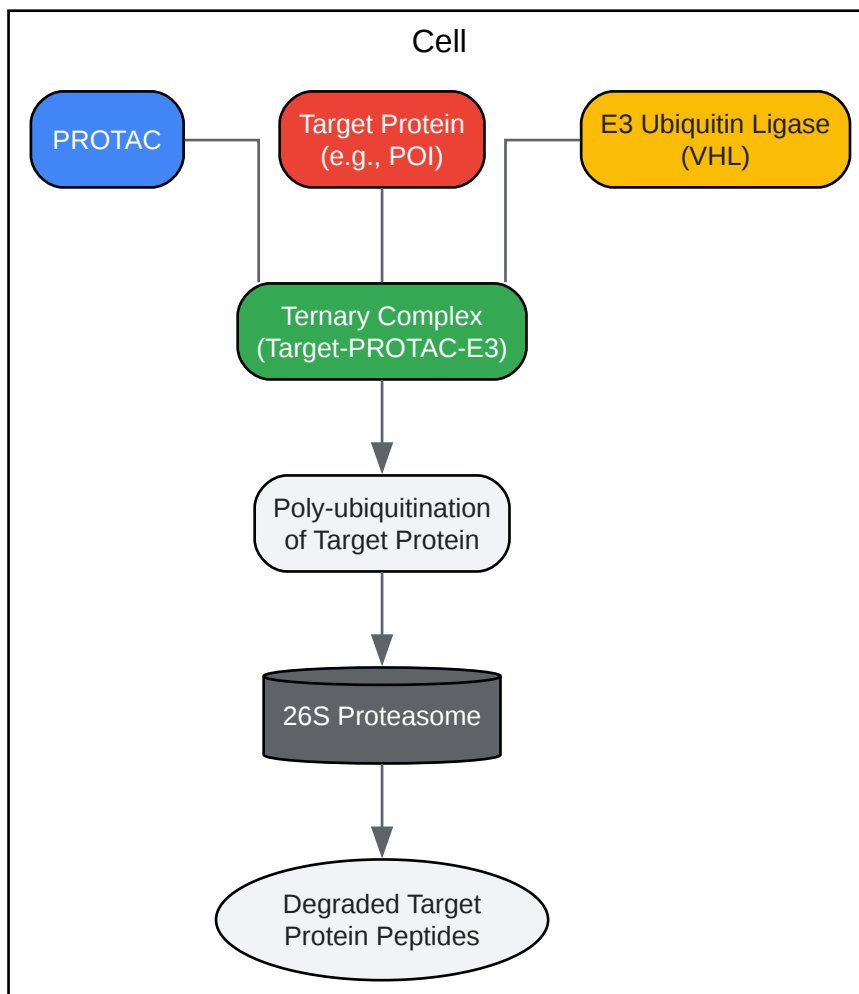 Cell
PROTAC
Target Protein
(e.g., POI)
E3 Ubiquitin Ligase
(VHL)
Ternary Complex
(Target-PROTAC-E3)
Poly-ubiquitination
of Target Protein
26S Proteasome
Degraded Target
Protein Peptides